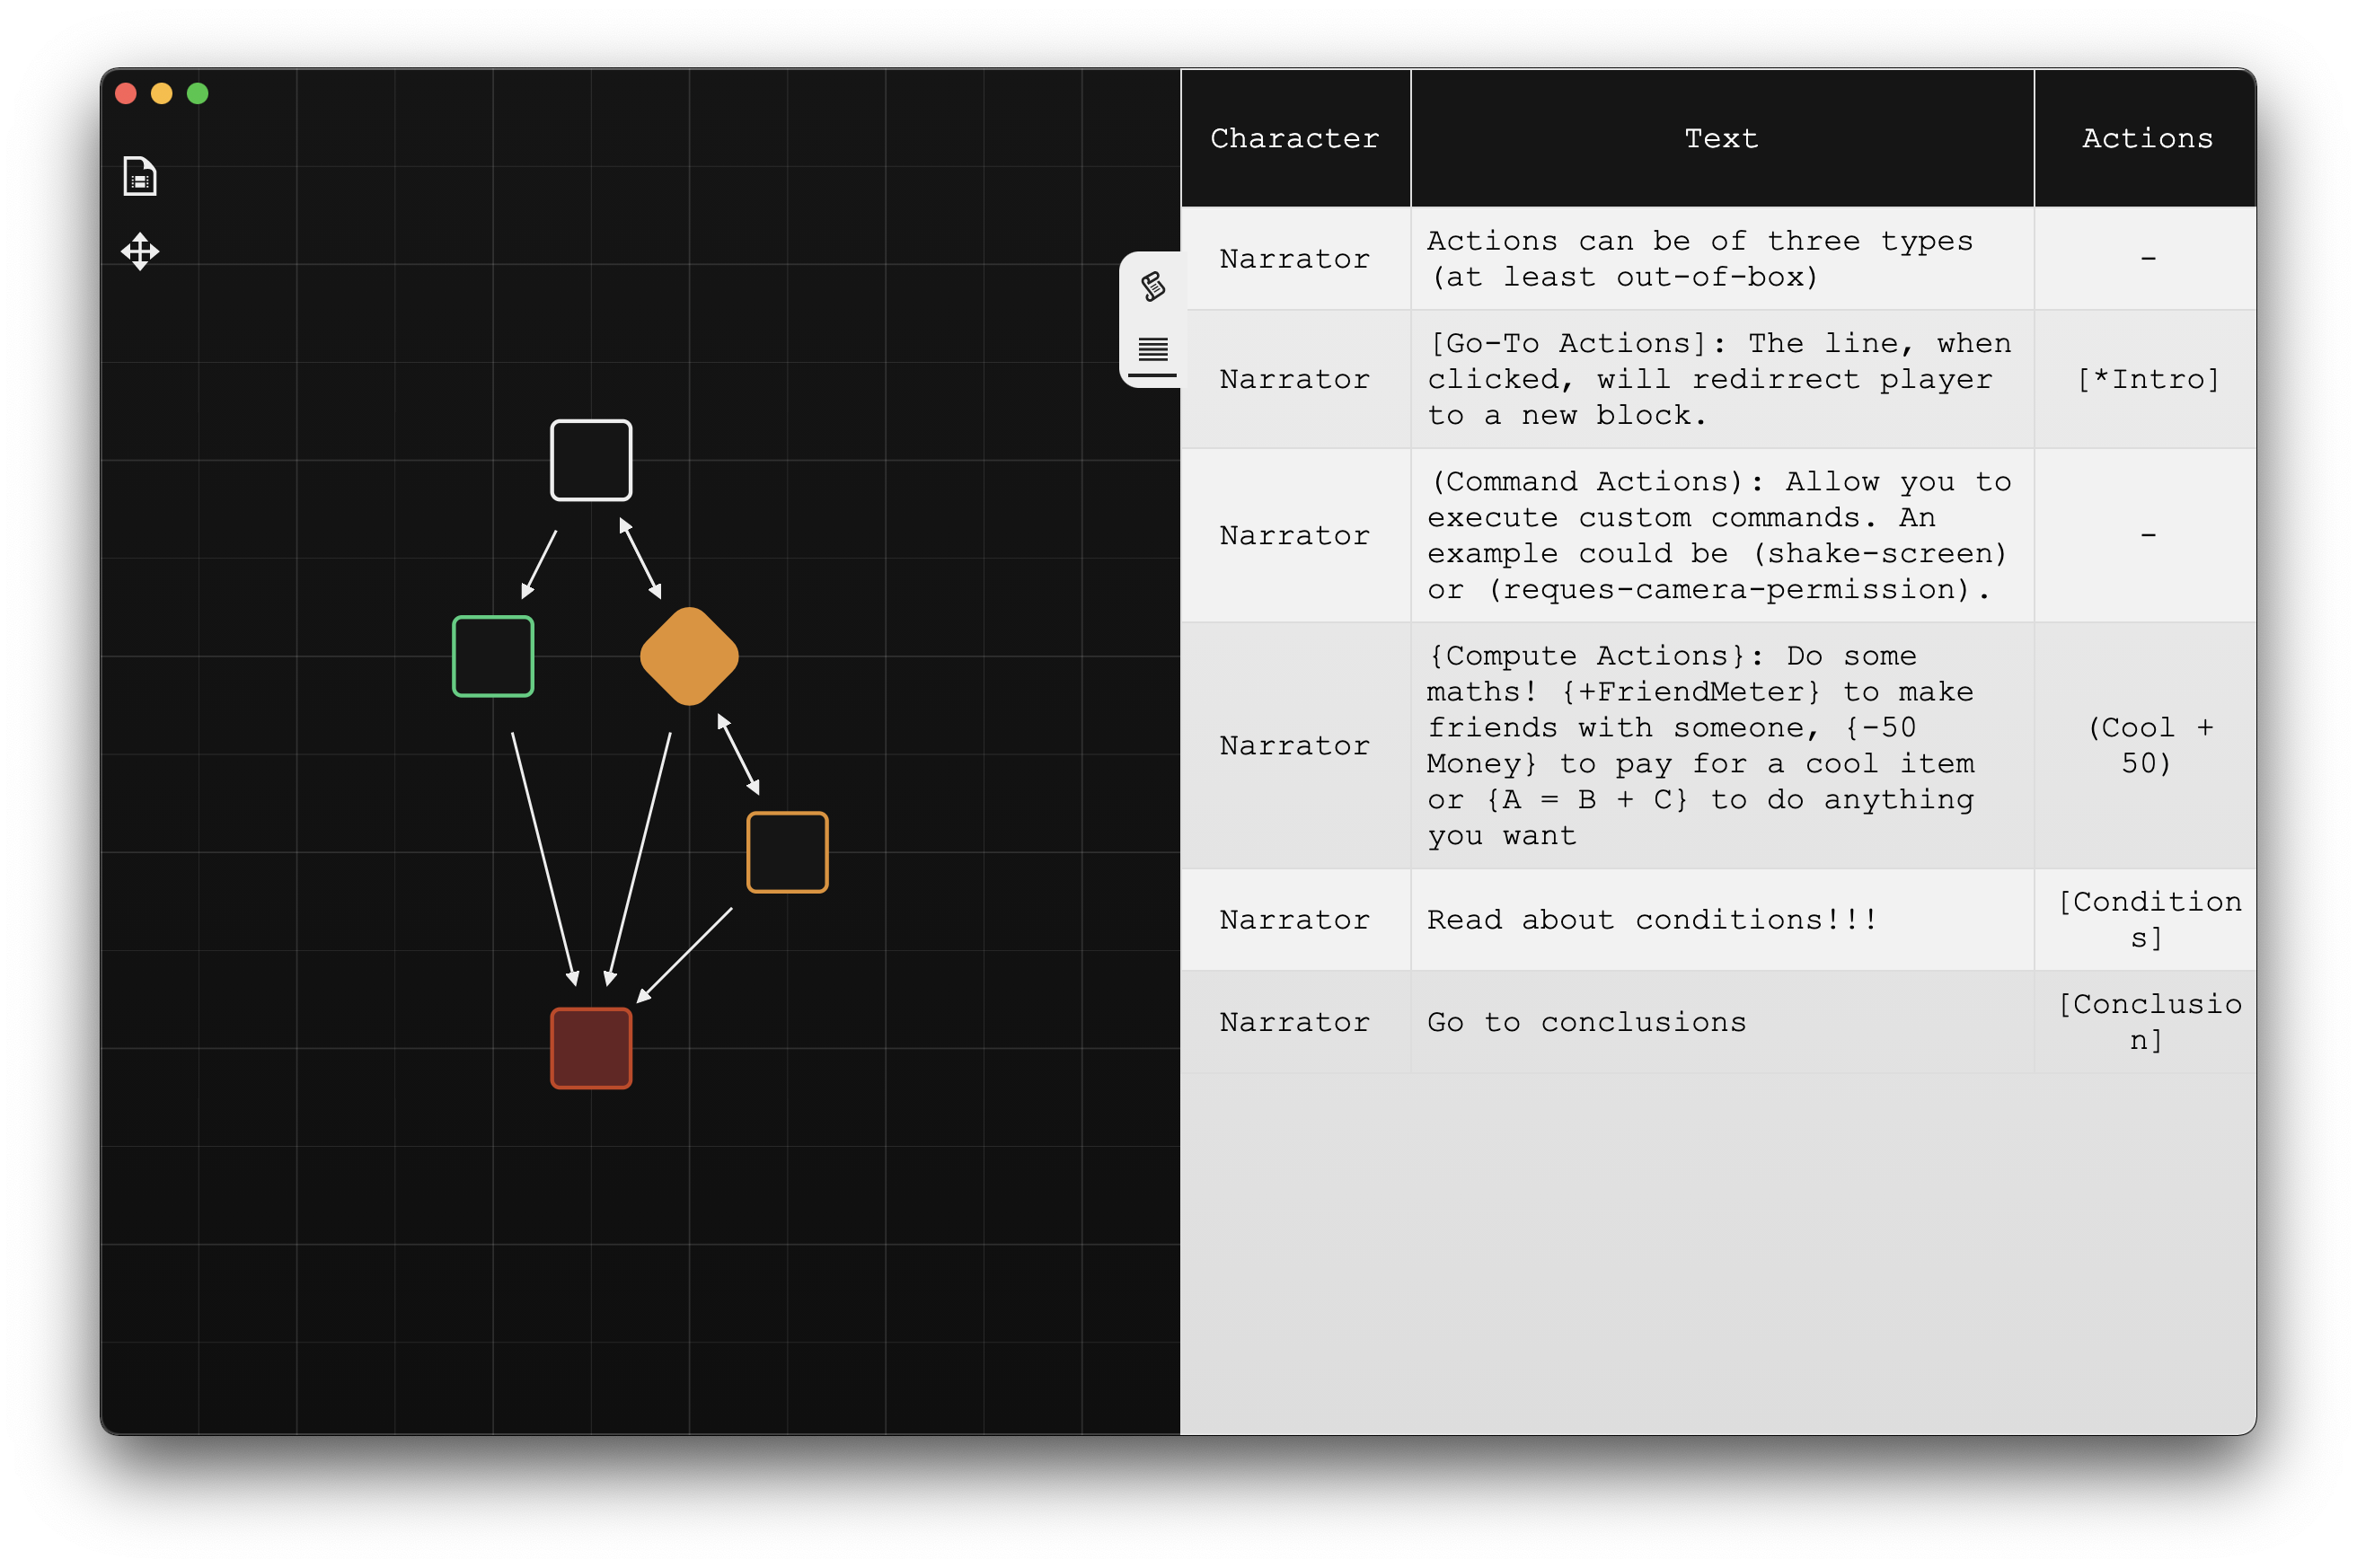 Character Text Actions
Narrator
Actions can be of three types
(at least out-of-box)
-
Narrator
[Go-To Actions]: The line, when
clicked, will redirrect player
to a new block.
[*Intro]
Narrator
(Command Actions): Allow you to
execute custom commands. An
example could be (shake-screen)
or (reques-camera-permission).
-
Narrator
{Compute Actions}: Do some
maths! {+FriendMeter} to make
friends with someone, {-50
Money} to pay for a cool item
or {A = B + C} to do anything
you want
(Cool +
50)
Narrator
Read about conditions!!!
[Condition
s]
Narrator
Go to conclusions
[Conclusio
n]